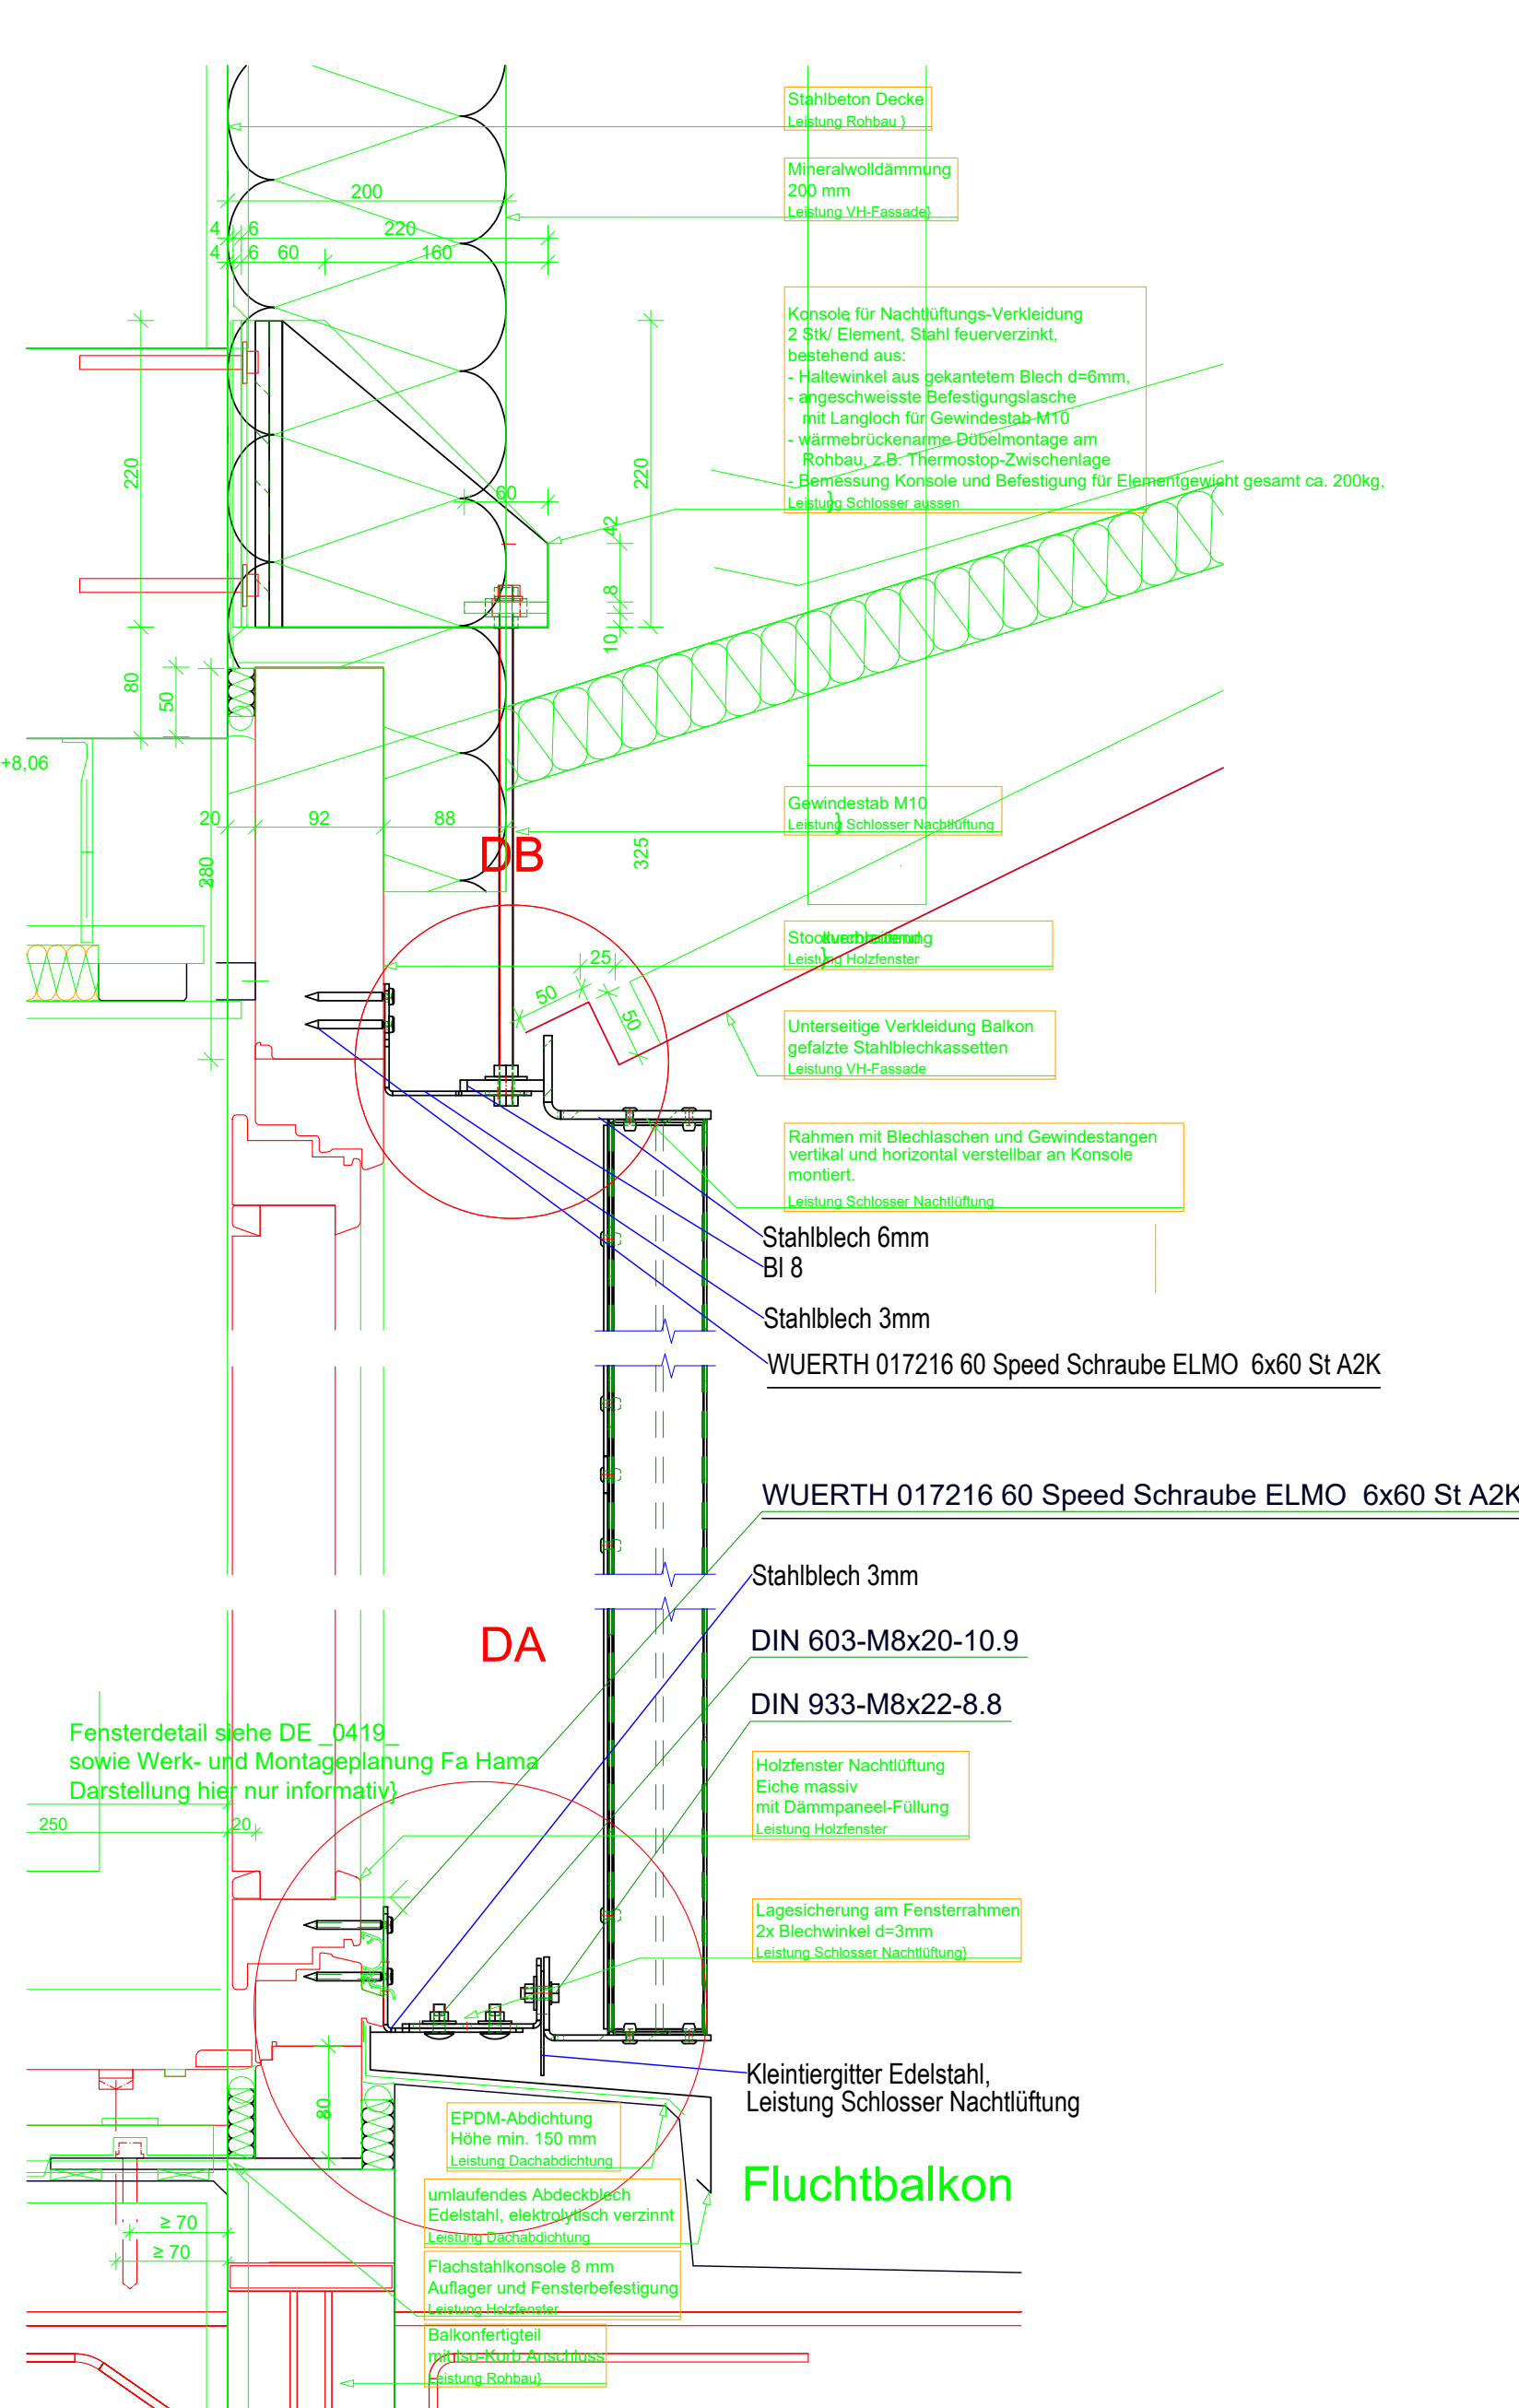 Stahlbeton Decke
Leistung Rohbau }
Mineralwolldämmung
200 mm
Leistung VH-Fassade}
200
4
6
220
4
6
60
160
Konsole für Nachtlüftungs-Verkleidung
2 Stk/ Element, Stahl feuerverzinkt,
bestehend aus:
- Haltewinkel aus gekantetem Blech d=6mm,
- angeschweisste Befestigungslasche
mit Langloch für Gewindestab M10
- wärmebrückenarme Dübelmontage am
Rohbau, z.B. Thermostop-Zwischenlage
- Bemessung Konsole und Befestigung für Elementgewicht gesamt ca. 200kg,
}
Leistung Schlosser aussen
220
220
60
42
8
10
80
50
+8,06
20
92
88
280
325
DB
Gewindestab M10
}
Leistung Schlosser Nachtlüftung
Leistung Holzfenster
25
50
50
Unterseitige Verkleidung Balkon
gefalzte Stahlblechkassetten
Leistung VH-Fassade
Rahmen mit Blechlaschen und Gewindestangen
vertikal und horizontal verstellbar an Konsole
montiert.
Leistung Schlosser Nachtlüftung
Stahlblech 6mm
Bl 8
Stahlblech 3mm
WUERTH 017216 60 Speed Schraube ELMO  6x60 St A2K
WUERTH 017216 60 Speed Schraube ELMO  6x60 St A2K
Stahlblech 3mm
DA
DIN 603-M8x20-10.9
DIN 933-M8x22-8.8
Fensterdetail siehe DE _0419_
sowie Werk- und Montageplanung Fa Hama
Darstellung hier nur informativ}
250
20
Holzfenster Nachtlüftung
Eiche massiv
mit Dämmpaneel-Füllung
Leistung Holzfenster
Lagesicherung am Fensterrahmen
2x Blechwinkel d=3mm
Leistung Schlosser Nachtlüftung}
Kleintiergitter Edelstahl,
Leistung Schlosser Nachtlüftung
80
EPDM-Abdichtung
Höhe min. 150 mm
Leistung Dachabdichtung
Fluchtbalkon
umlaufendes Abdeckblech
Edelstahl, elektrolytisch verzinnt
Leistung Dachabdichtung
≥ 70
≥ 70
Flachstahlkonsole 8 mm
Auflager und Fensterbefestigung
Leistung Holzfenster
Balkonfertigteil
mit Iso-Korb Anschluss
Leistung Rohbau}